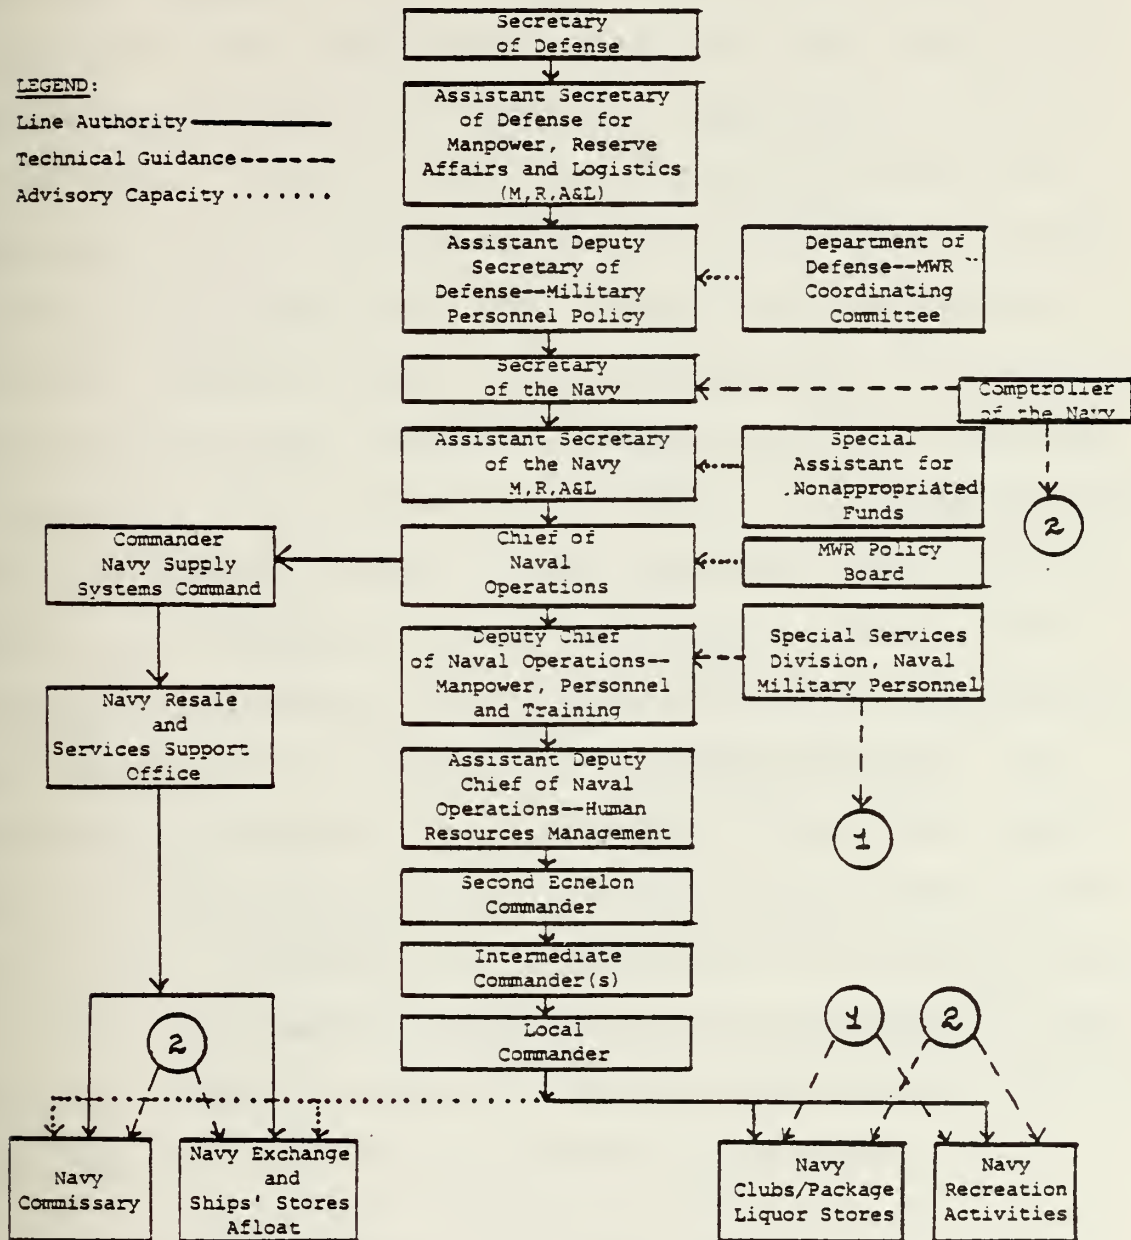 Secretary
of Defense
LEGEND:
Line Authority
Technical Guidance
Advisory Capacity
Assistant Secretary
of Defense for
Manpower, Reserve
Affairs and Logistics
(M,R,A&L)
Assistant Deputy
Secretary of
Defense--Military
Personnel Policy
Department of
Defense--MWR
Coordinating
Committee
Secretary
of the Navy
Comptroller
of the Navy
Assistant Secretary
of the Navy
M,R,A&L
Special
Assistant for
Nonappropriated
Funds
2
Commander
Navy Supply
Systems Command
Chief of
Naval
Operations
MWR Policy
Board
Deputy Chief
of Naval Operations--
Manpower, Personnel
and Training
Special Services
Division, Naval
Military Personnel
Navy Resale
and
Services Support
Office
Assistant Deputy
Chief of Naval
Operations--Human
Resources Management
1
Second Ecnelon
Commander
Intermediate
Commander(s)
Local
Commander
2
1
2
Navy
Commissary
Navy Exchange
and
Ships' Stores
Afloat
Navy
Clubs/Package
Liquor Stores
Navy
Recreation
Activities